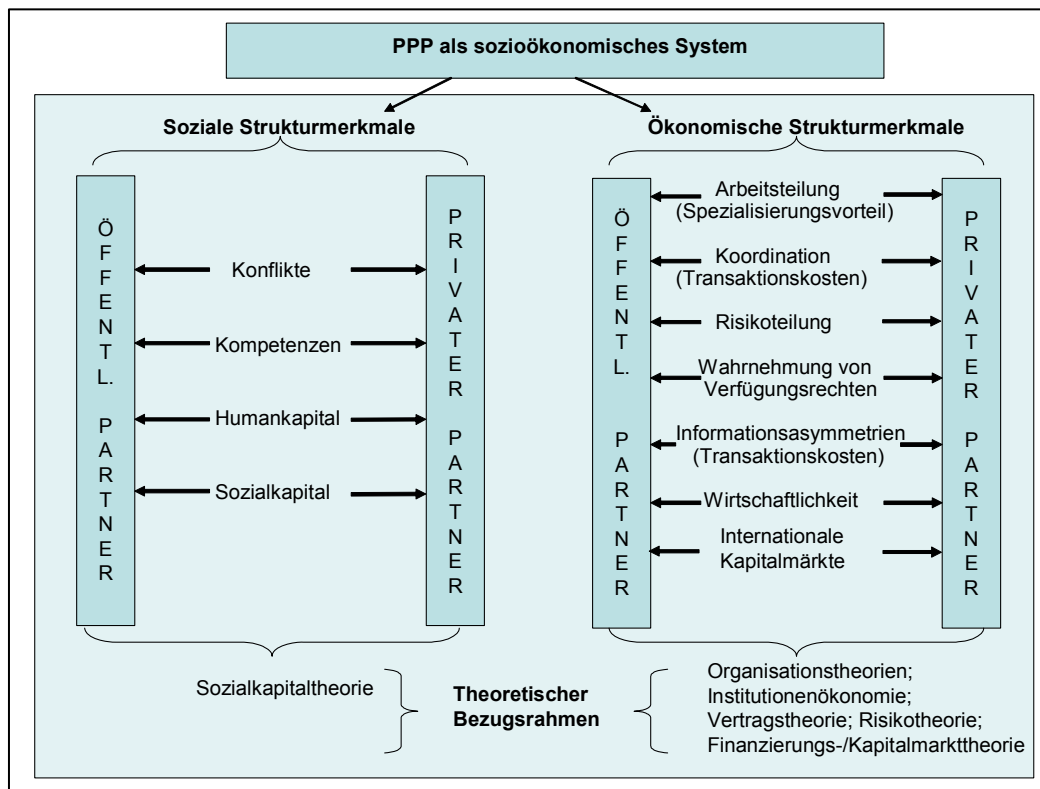 PPP als sozioökonomisches System
Soziale Strukturmerkmale
ÖFFENTL. PARTNER
PRIVATER PARTNER
Konflikte
Kompetenzen
Humankapital
Sozialkapital
Ökonomische Strukturmerkmale
ÖFFENTL. PARTNER
PRIVATER PARTNER
Arbeitsteilung
(Spezialisierungsvorteil)
Koordination
(Transaktionskosten)
Risikoteilung
Wahrnehmung von
Verfügungsrechten
Informationsasymmetrien
(Transaktionskosten)
Wirtschaftlichkeit
Internationale
Kapitalmärkte
Sozialkapitaltheorie
Theoretischer
Bezugsrahmen
Organisationstheorien;
Institutionenökonomie;
Vertragstheorie; Risikotheorie;
Finanzierungs-/Kapitalmarkttheorie